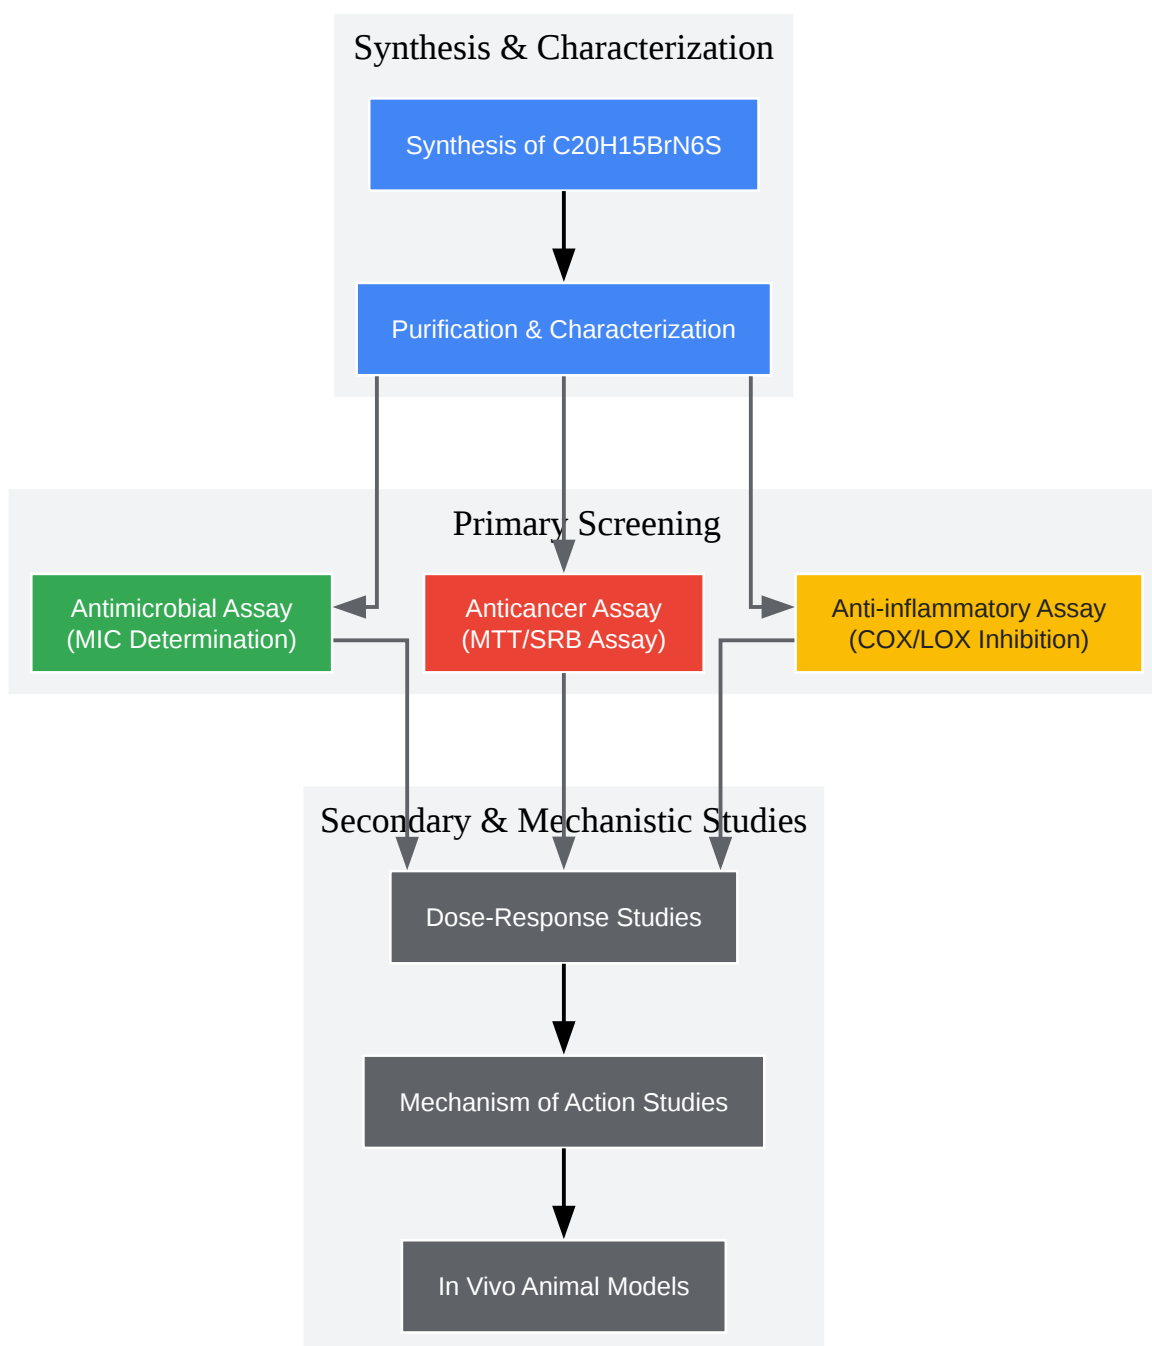 Synthesis & Characterization
Synthesis of C20H15BrN6S
Purification & Characterization
Primary Screening
Antimicrobial Assay
(MIC Determination)
Anticancer Assay
(MTT/SRB Assay)
Anti-inflammatory Assay
(COX/LOX Inhibition)
Secondary & Mechanistic Studies
Dose-Response Studies
Mechanism of Action Studies
In Vivo Animal Models